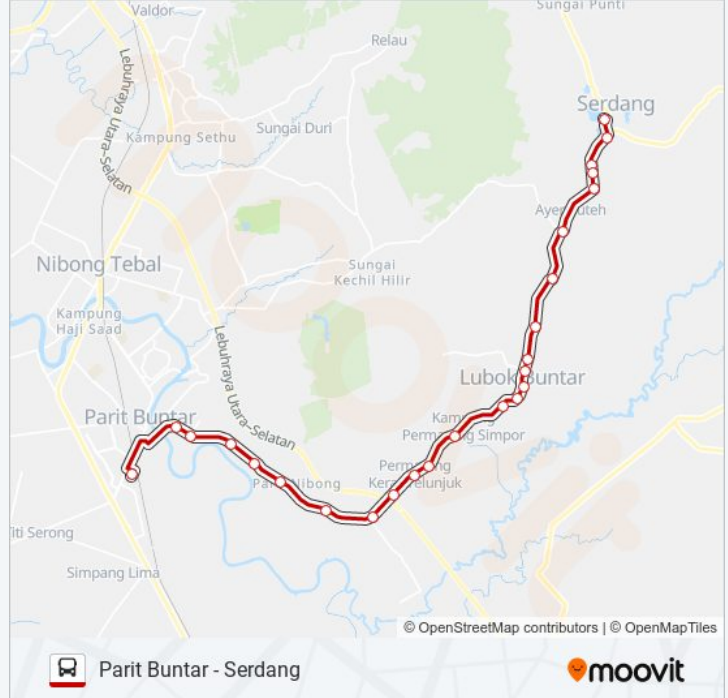 Sungai Punti
Valdor
Relau
Lebuhraya Utara-Selatan
Serdang
Sungai Duri
Kampung Sethu
Nibong Tebal
Sungai
Kechil Hilir
Kampung
Haji Saad
Lebuhraya Utara-Selatan
Lubok Buntar
Parit Buntar
Permatang Simpor
Simpang Lima
© OpenStreetMap contributors | © OpenMapTiles
Parit Buntar - Serdang
moovit